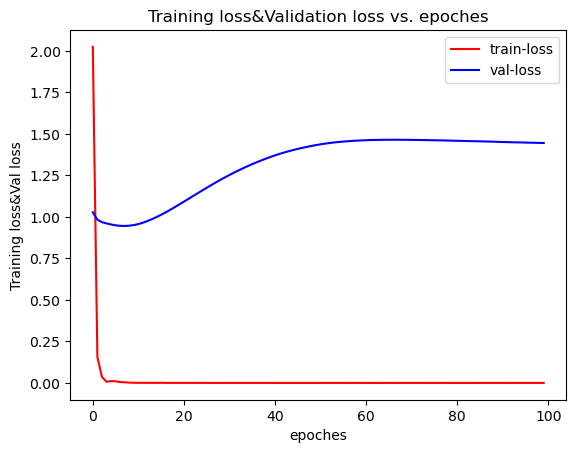 Training loss&Validation loss vs. epoches
train-loss
val-loss
Training loss&Val loss
2.00
1.75
1.50
1.25
1.00
0.75
0.50
0.25
0.00
0 20 40 60 80 100
epoches